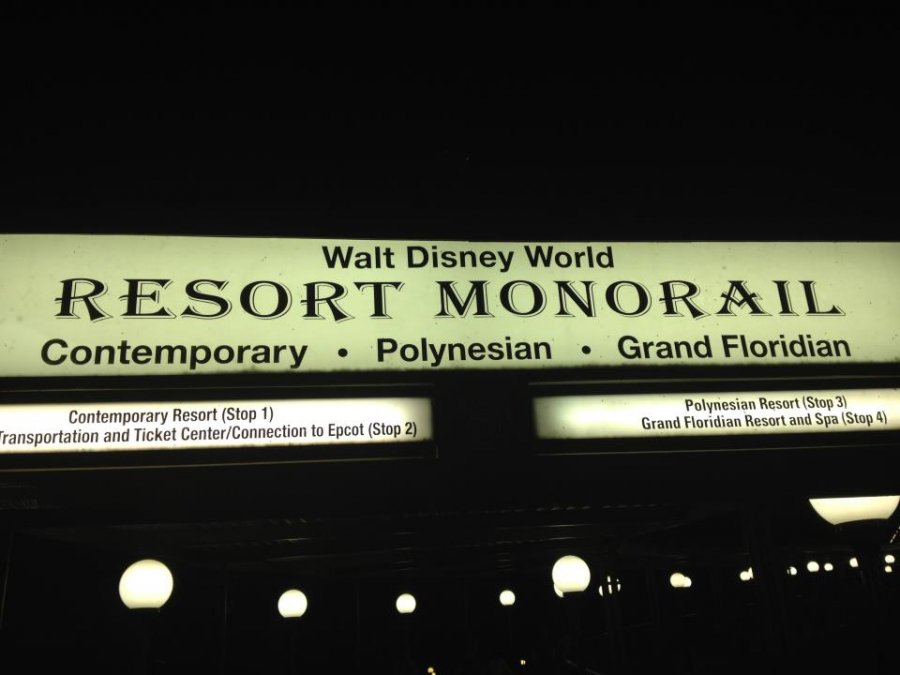 Walt Disney World
RESORT MONORAIL
Contemporary • Polynesian • Grand Floridian
Contemporary Resort (Stop 1)
Transportation and Ticket Center/Connection to Epcot (Stop 2)
Polynesian Resort (Stop 3)
Grand Floridian Resort and Spa (Stop 4)